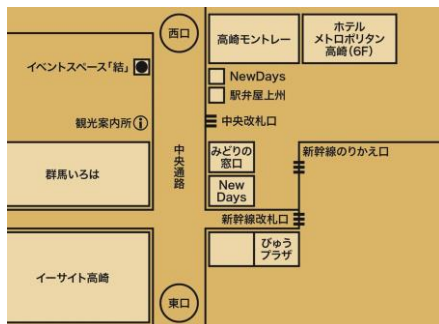 西口
高崎モントレー
ホテル
メトロポリタン
高崎(6F)
イベントスペース「結」
NewDays
駅弁屋上州
観光案内所
中央改札口
中央通路
みどりの
窓口
新幹線のりかえ口
群馬いろは
New
Days
新幹線改札口
びゅう
プラザ
イーサイト高崎
東口